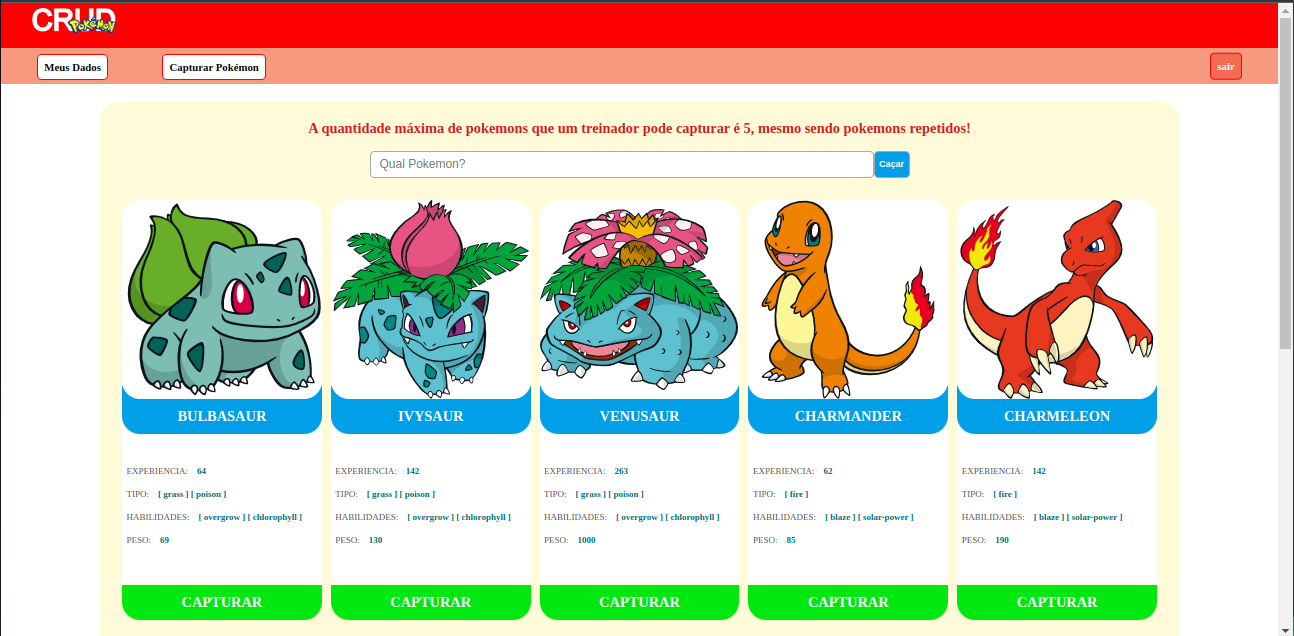 CRUD Pokémon
Meus Dados
Capturar Pokémon
sair
A quantidade máxima de pokemons que um treinador pode capturar é 5, mesmo sendo pokemons repetidos!
Qual Pokemon?
Caçar
BULBASAUR
IVYSAUR
VENUSAUR
CHARMANDER
CHARMELEON
EXPERIENCIA: 64
TIPO: [ grass ] [ poison ]
HABILIDADES: [ overgrow ] [ chlorophyll ]
PESO: 69
EXPERIENCIA: 142
TIPO: [ grass ] [ poison ]
HABILIDADES: [ overgrow ] [ chlorophyll ]
PESO: 130
EXPERIENCIA: 263
TIPO: [ grass ] [ poison ]
HABILIDADES: [ overgrow ] [ chlorophyll ]
PESO: 1000
EXPERIENCIA: 62
TIPO: [ fire ]
HABILIDADES: [ blaze ] [ solar-power ]
PESO: 85
EXPERIENCIA: 142
TIPO: [ fire ]
HABILIDADES: [ blaze ] [ solar-power ]
PESO: 190
CAPTURAR
CAPTURAR
CAPTURAR
CAPTURAR
CAPTURAR